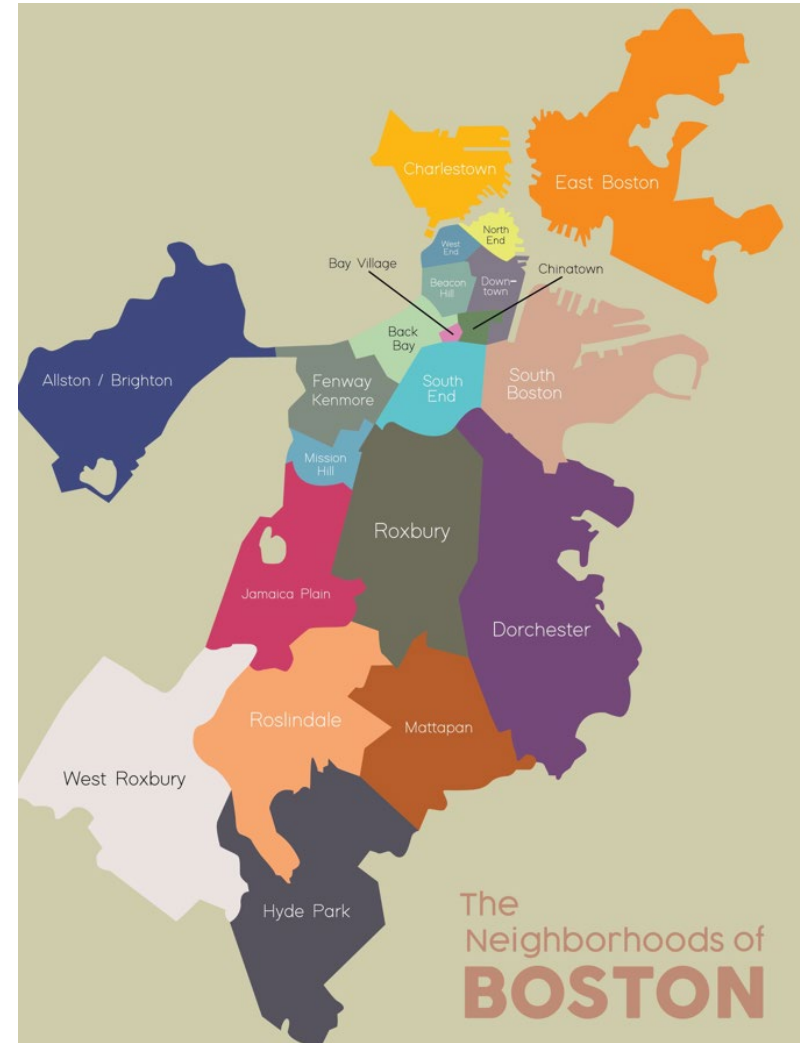 Charlestown
East Boston
North
End
West
End
Bay Village
Chinatown
Beacon
Hill
Down-
town
Back
Bay
Allston / Brighton
Fenway
Kenmore
South
End
South
Boston
Mission
Hill
Roxbury
Jamaica Plain
Dorchester
Roslindale
Mattapan
West Roxbury
Hyde Park
The
Neighborhoods of
BOSTON